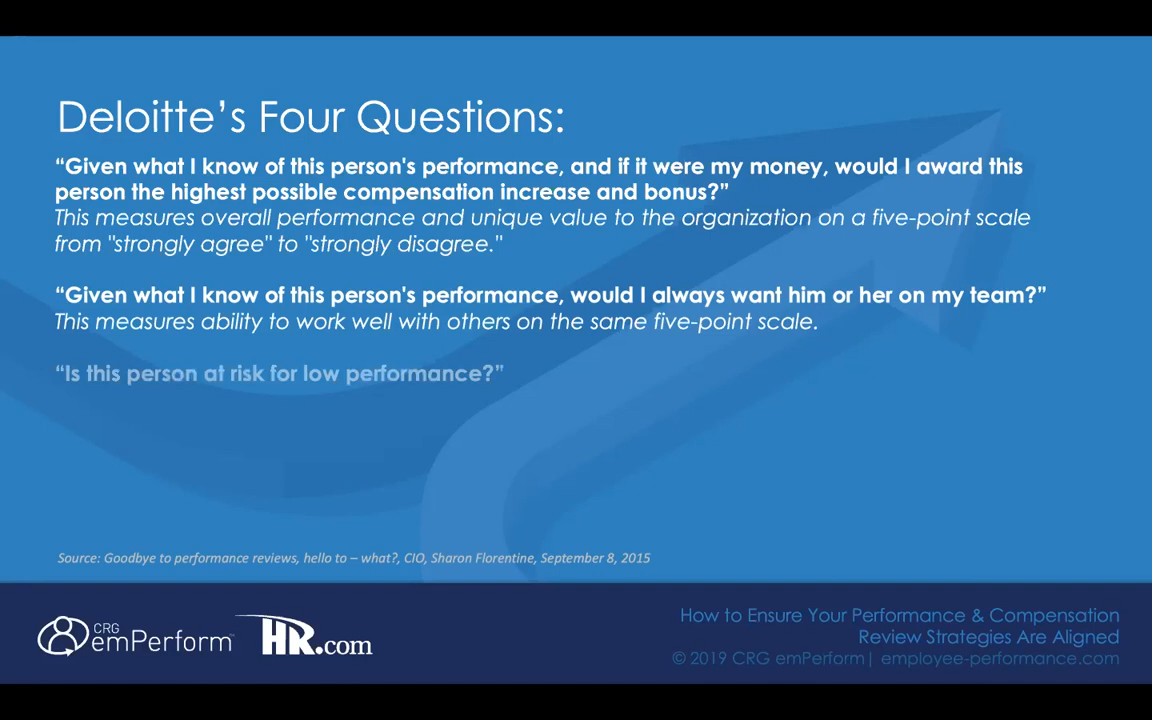 Deloitte’s Four Questions:
“Given what I know of this person's performance, and if it were my money, would I award this
person the highest possible compensation increase and bonus?”
This measures overall performance and unique value to the organization on a five-point scale
from "strongly agree" to "strongly disagree."
“Given what I know of this person's performance, would I always want him or her on my team?”
This measures ability to work well with others on the same five-point scale.
“Is this person at risk for low performance?”
Source: Goodbye to performance reviews, hello to – what?, CIO, Sharon Florentine, September 8, 2015
CRG
emPerform™
HR.com
How to Ensure Your Performance & Compensation
Review Strategies Are Aligned
© 2019 CRG emPerform| employee-performance.com